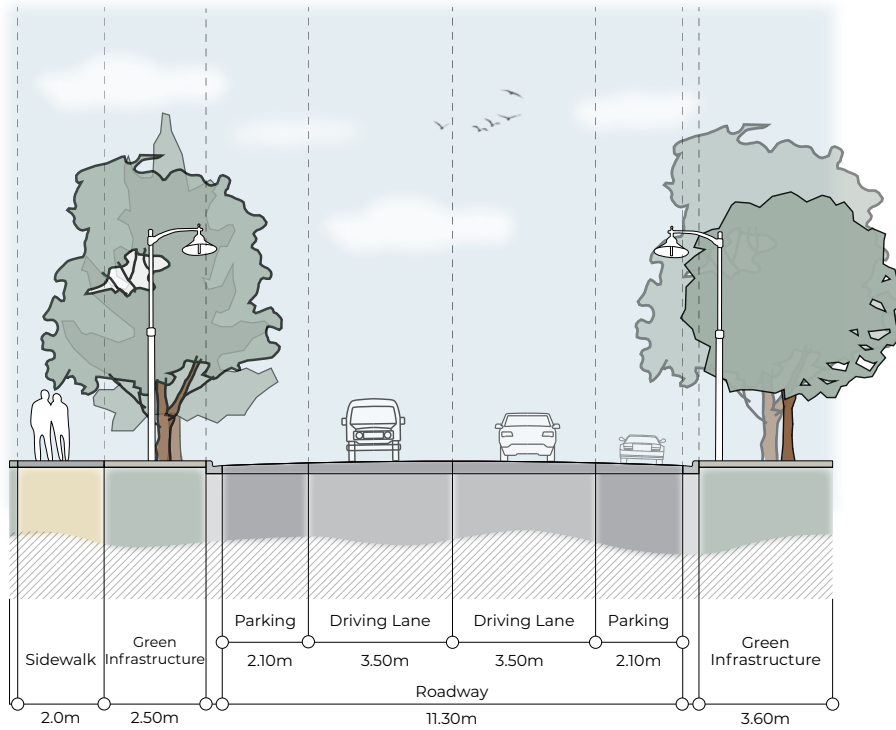 Parking
Driving Lane
Driving Lane
Parking
Sidewalk
Green
Infrastructure
2.10m
3.50m
3.50m
2.10m
Green
Infrastructure
Roadway
2.0m
2.50m
11.30m
3.60m